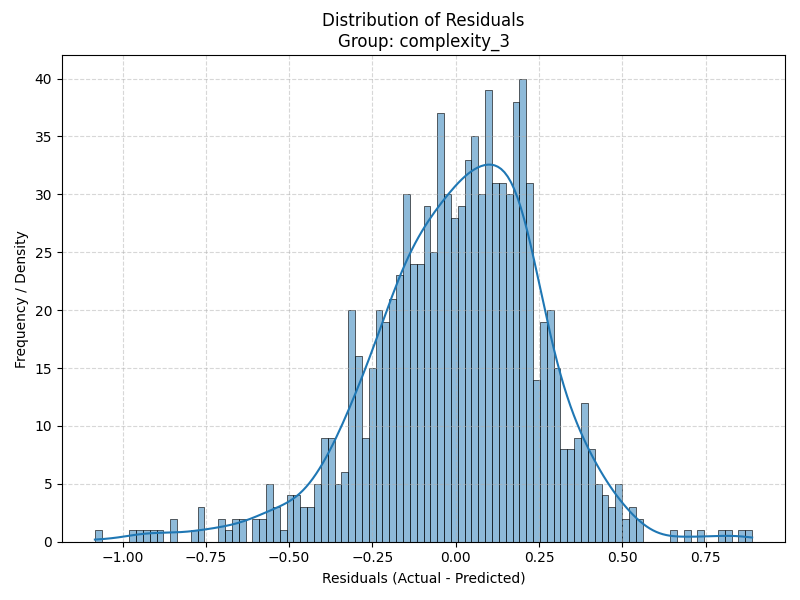 Distribution of Residuals
Group: complexity_3
Frequency / Density
40
35
30
25
20
15
10
5
0
−1.00 −0.75 −0.50 −0.25 0.00 0.25 0.50 0.75
Residuals (Actual - Predicted)